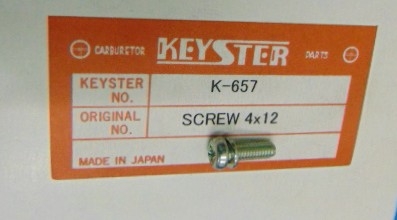 CARBURETOR KEYSTER PARTS
KEYSTER NO. K-657
ORIGINAL NO. SCREW 4x12
MADE IN JAPAN